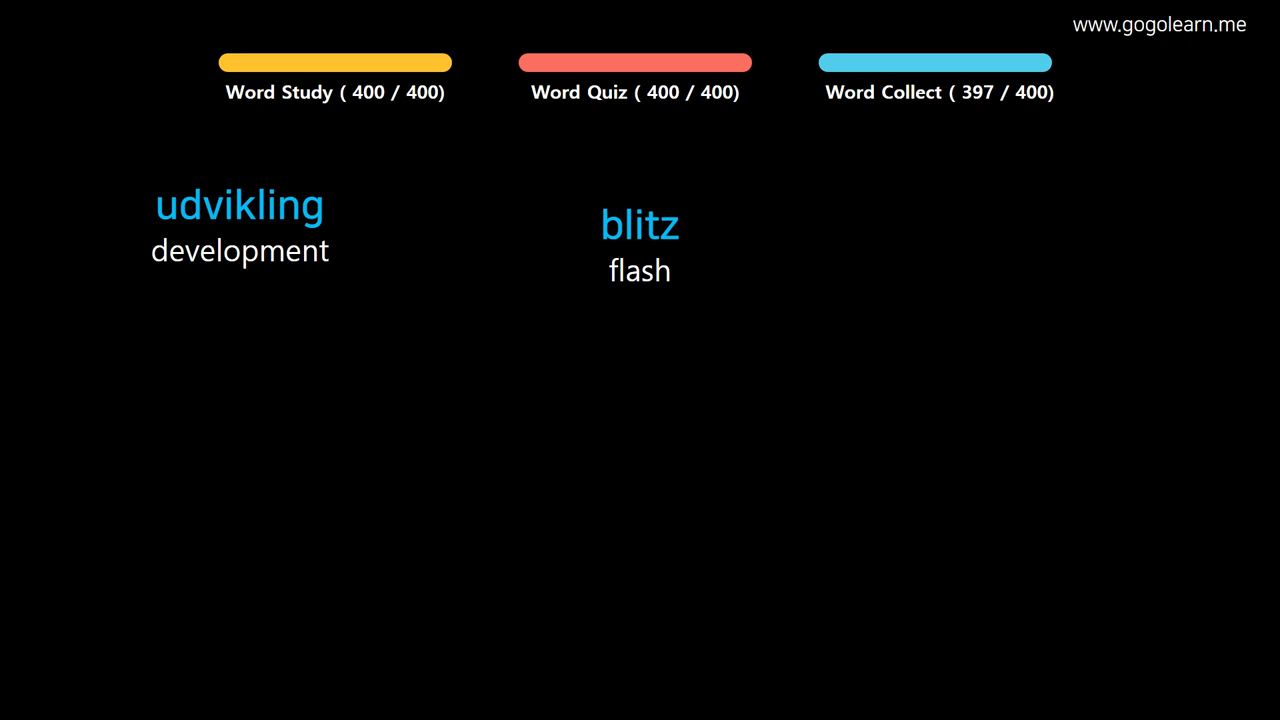 www.gogolearn.me
Word Study ( 400 / 400)
Word Quiz ( 400 / 400)
Word Collect ( 397 / 400)
udvikling
development
blitz
flash